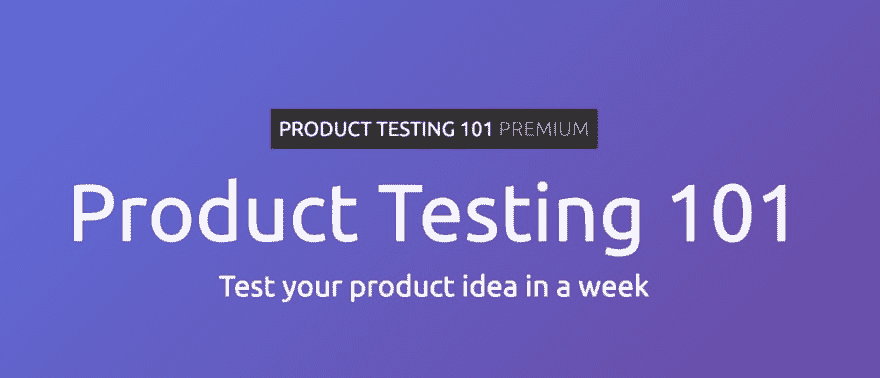 PRODUCT TESTING 101 PREMIUM
Product Testing 101
Test your product idea in a week